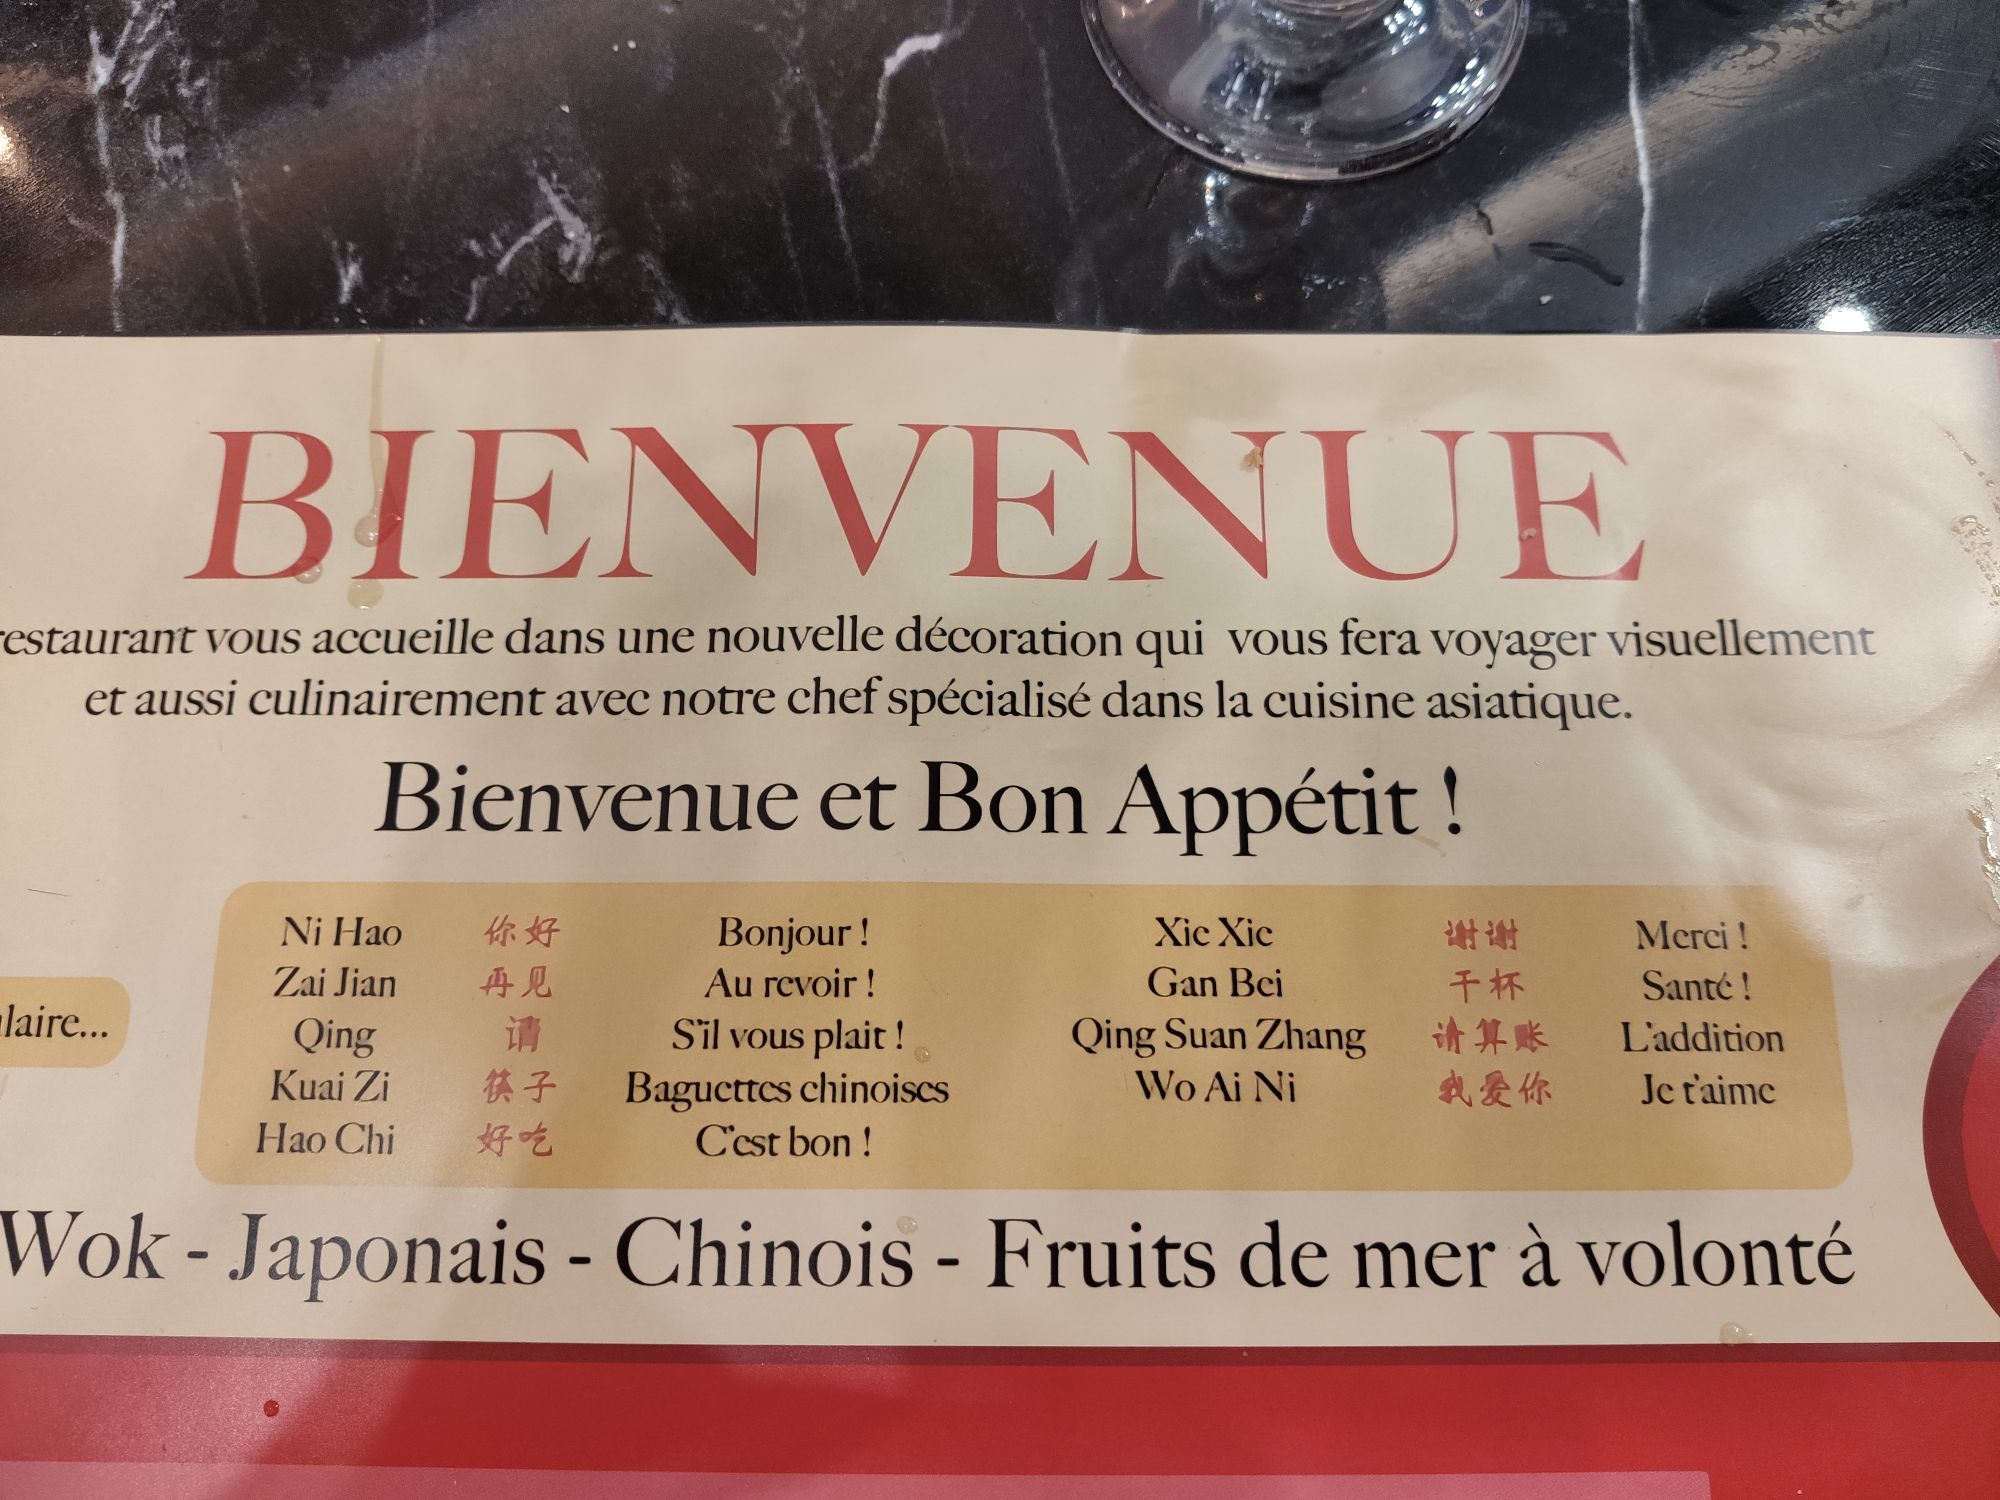 BIENVENUE
restaurant vous accueille dans une nouvelle décoration qui vous fera voyager visuellement
et aussi culinairement avec notre chef spécialisé dans la cuisine asiatique.
Bienvenue et Bon Appétit !
Ni Hao 你好 Bonjour ! Xie Xie 谢谢 Merci !
Zai Jian 再见 Au revoir ! Gan Bei 干杯 Santé !
Qing 请 S'il vous plait ! Qing Suan Zhang 请算账 L'addition
Kuai Zi 筷子 Baguettes chinoises Wo Ai Ni 我爱你 Je t'aime
Hao Chi 好吃 C'est bon !
Wok - Japonais - Chinois - Fruits de mer à volonté